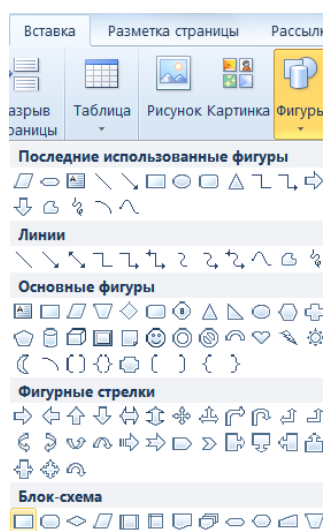 Вставка Разметка страницы Рассылк
азрыв Таблица Рисунок Картинка Фигуры
раницы
Последние использованные фигуры
Линии
Основные фигуры
Фигурные стрелки
Блок-схема